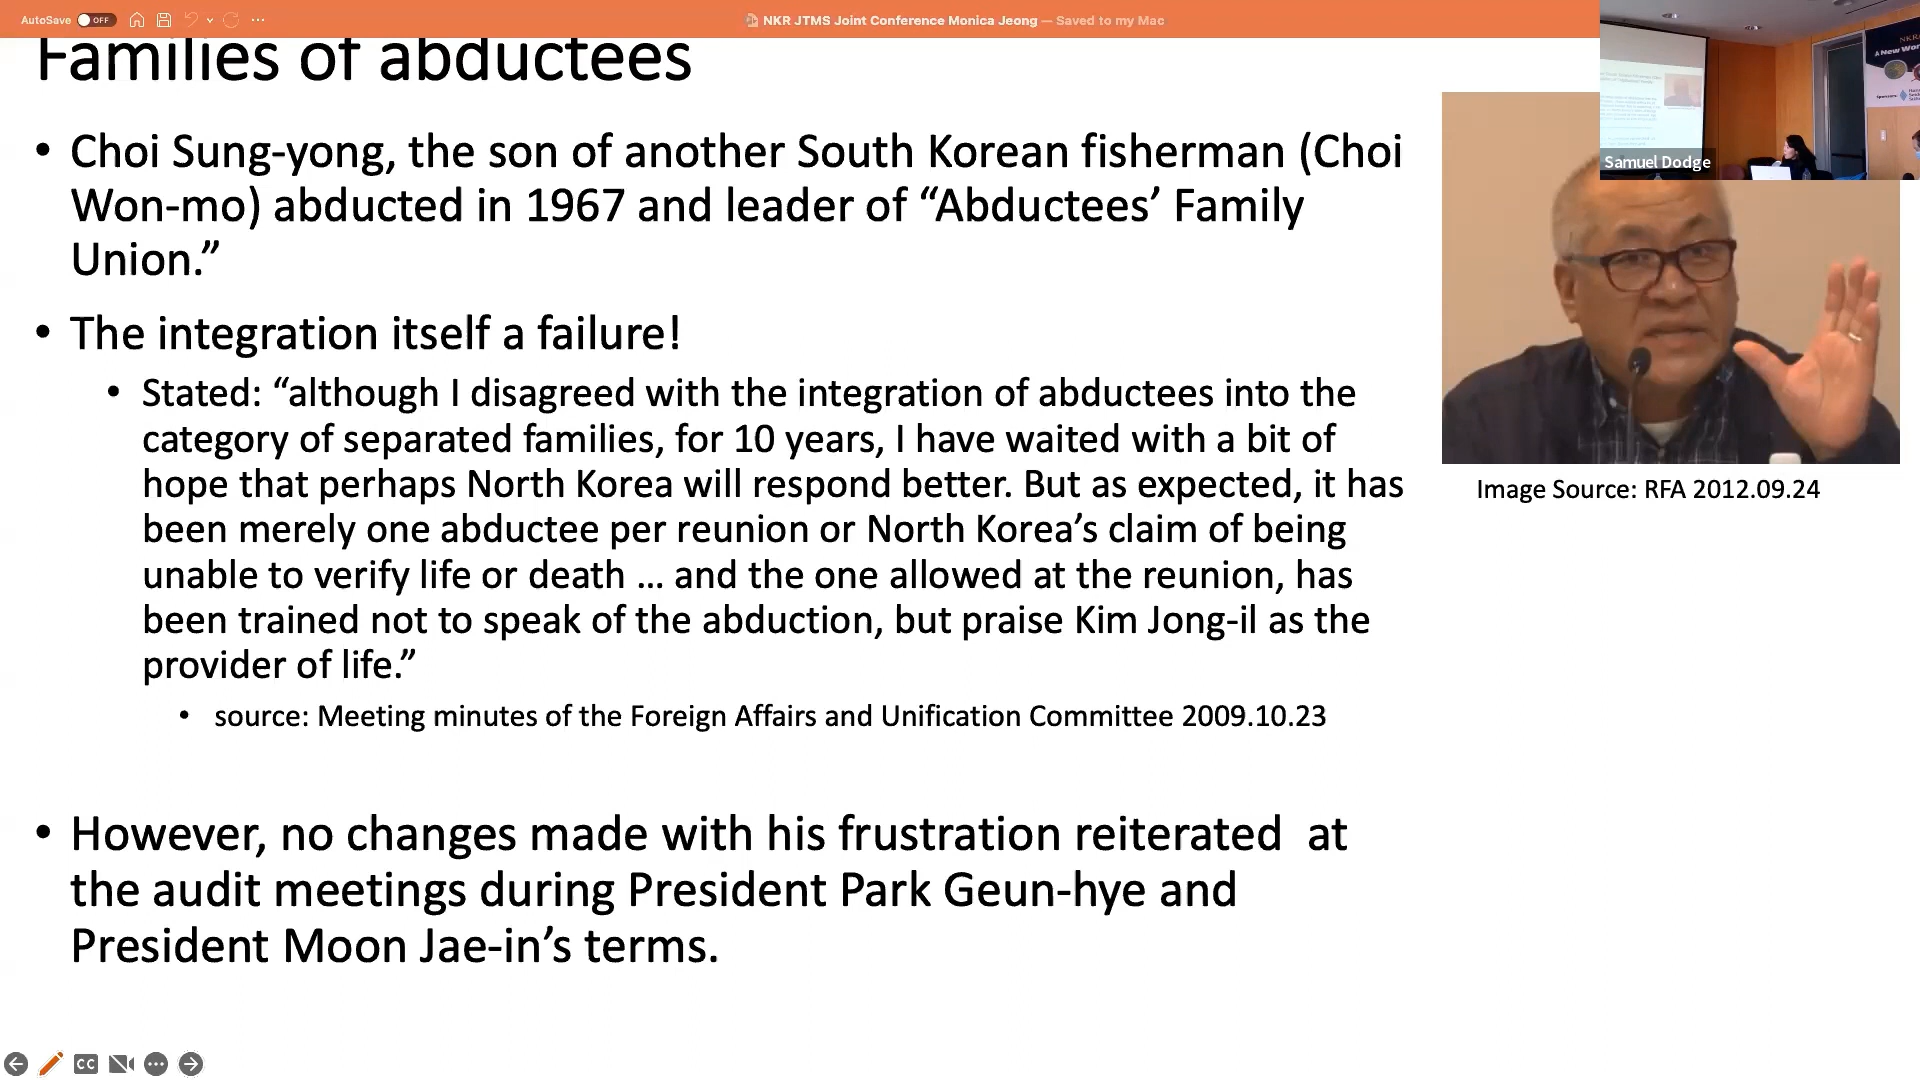 AutoSave OFF
NKR JTMS Joint Conference Monica Jeong — Saved to my Mac
Families of abductees
• Choi Sung-yong, the son of another South Korean fisherman (Choi
Won-mo) abducted in 1967 and leader of “Abductees’ Family
Union.”
• The integration itself a failure!
• Stated: “although I disagreed with the integration of abductees into the
category of separated families, for 10 years, I have waited with a bit of
hope that perhaps North Korea will respond better. But as expected, it has
been merely one abductee per reunion or North Korea’s claim of being
unable to verify life or death ... and the one allowed at the reunion, has
been trained not to speak of the abduction, but praise Kim Jong-il as the
provider of life.”
• source: Meeting minutes of the Foreign Affairs and Unification Committee 2009.10.23
• However, no changes made with his frustration reiterated  at
the audit meetings during President Park Geun-hye and
President Moon Jae-in’s terms.
Image Source: RFA 2012.09.24
Samuel Dodge
A New Wor
CC